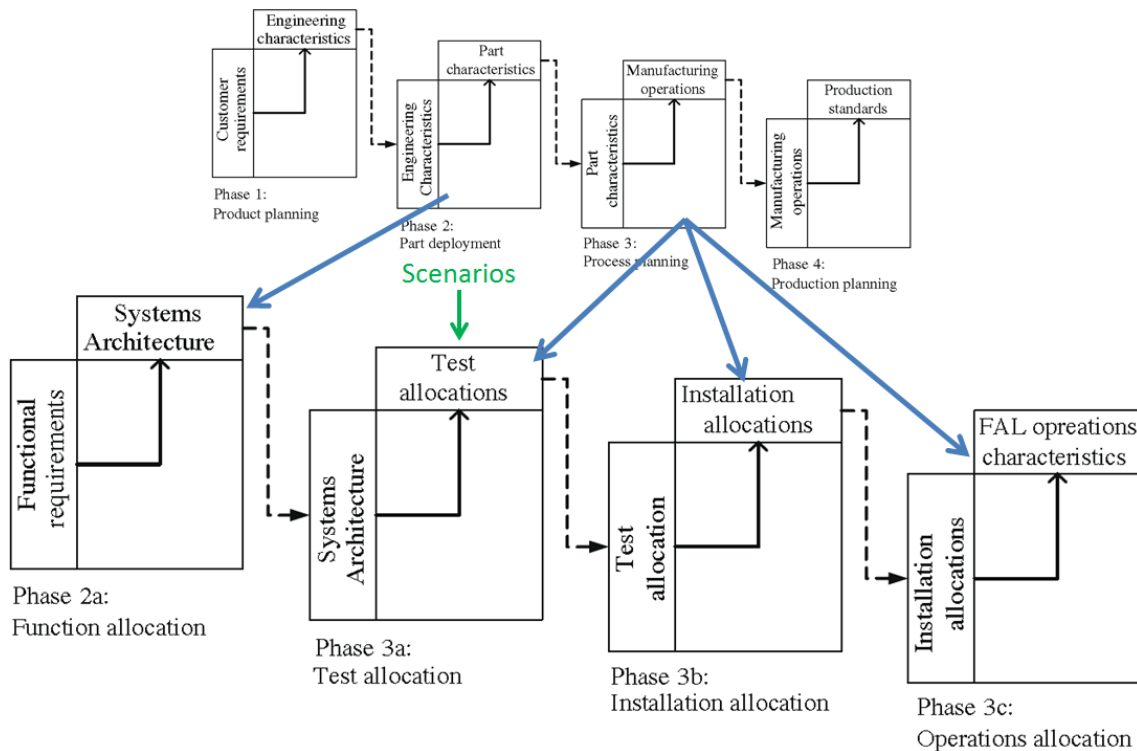 Engineering
characteristics
Customer
requirements
Phase 1:
Product planning
Part
characteristics
Engineering
Characteristics
Phase 2:
Part deployment
Manufacturing
operations
Part
characteristics
Phase 3:
Process planning
Production
standards
Manufacturing
operations
Phase 4:
Production planning
Scenarios
Systems
Architecture
Functional
requirements
Phase 2a:
Function allocation
Test
allocations
Systems
Architecture
Phase 3a:
Test allocation
Installation
allocations
Test
allocation
Phase 3b:
Installation allocation
FAL opreations
characteristics
Installation
allocations
Phase 3c:
Operations allocation